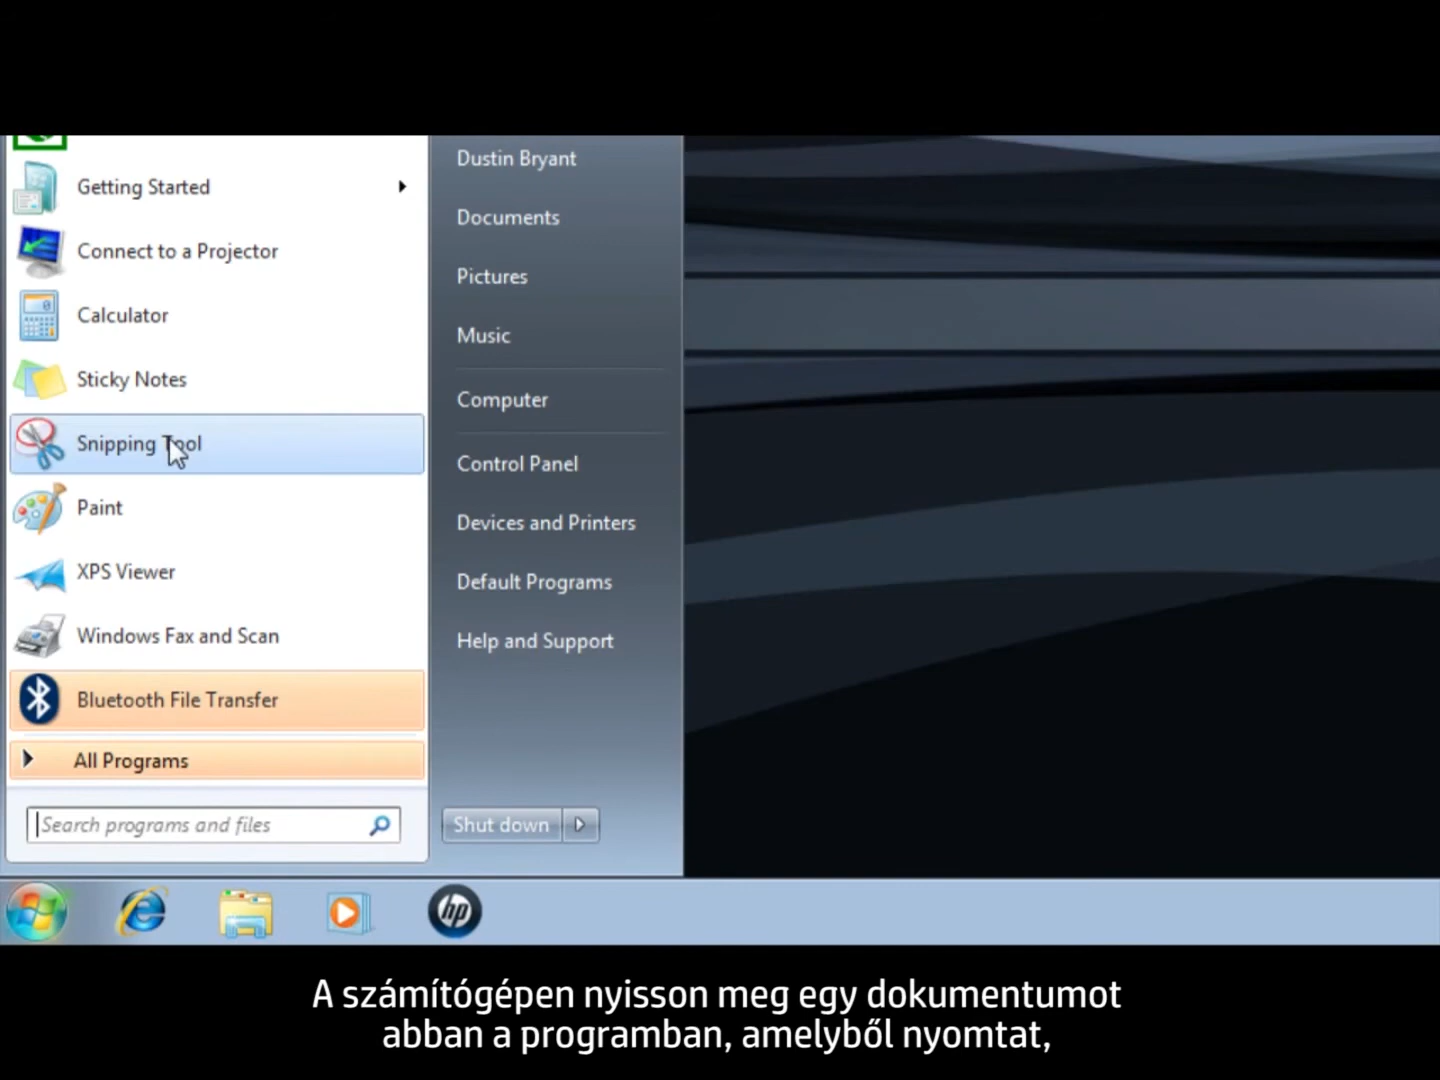 Getting Started
Connect to a Projector
Calculator
Sticky Notes
Snipping Tool
Paint
XPS Viewer
Windows Fax and Scan
Bluetooth File Transfer
All Programs
Search programs and files
Dustin Bryant
Documents
Pictures
Music
Computer
Control Panel
Devices and Printers
Default Programs
Help and Support
Shut down
hp
A számítógépen nyisson meg egy dokumentumot
abban a programban, amelyből nyomtat,